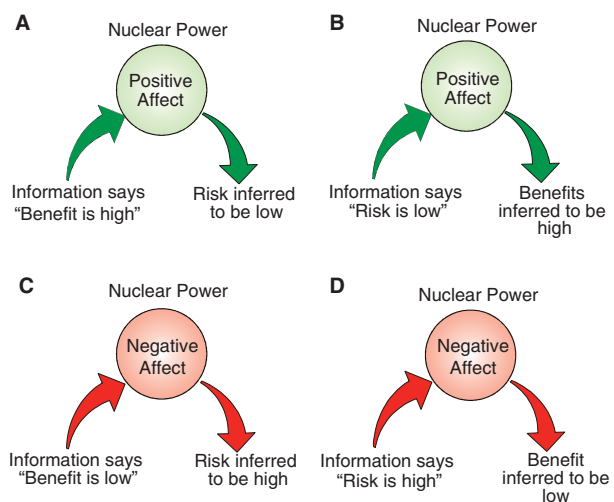 A
Nuclear Power
Positive
Affect
Information says
“Benefit is high”
Risk inferred
to be low
B
Nuclear Power
Positive
Affect
Information says
“Risk is low”
Benefits
inferred to be
high
C
Nuclear Power
Negative
Affect
Information says
“Benefit is low”
Risk inferred
to be high
D
Nuclear Power
Negative
Affect
Information says
“Risk is high”
Benefit
inferred to be
low